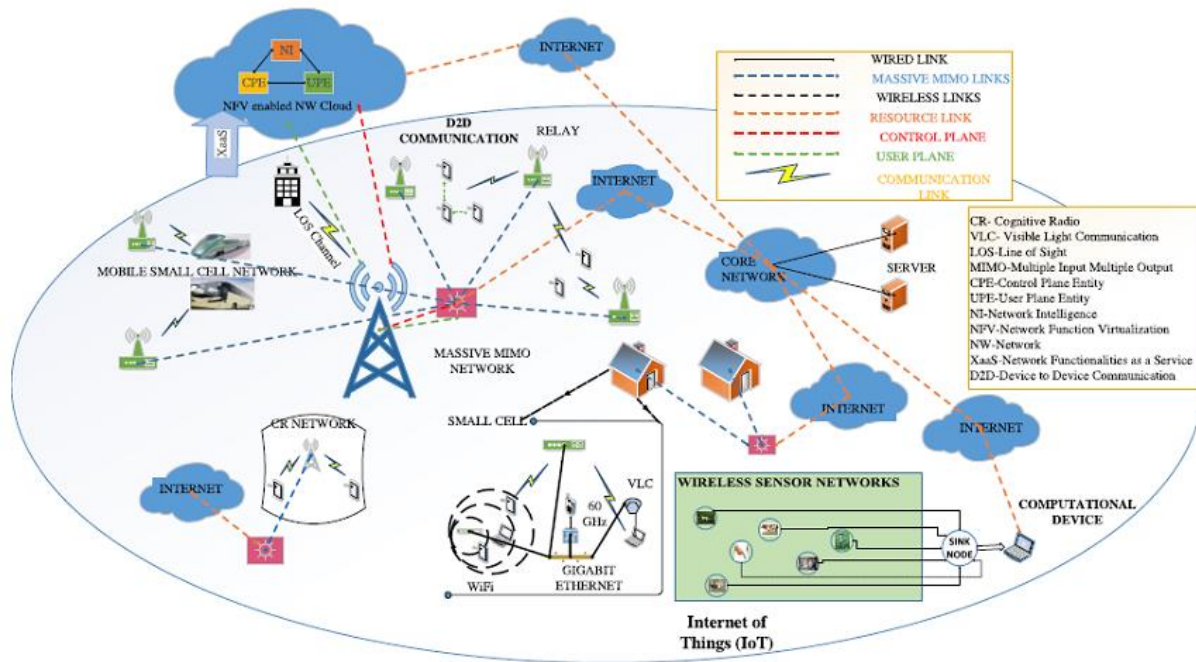 NI
CPE
UPE
NFV enabled NW Cloud
XaaS
INTERNET
WIRED LINK
MASSIVE MIMO LINKS
WIRELESS LINKS
RESOURCE LINK
CONTROL PLANE
USER PLANE
COMMUNICATION
LINK
D2D
COMMUNICATION
RELAY
INTERNET
LOS Channel
MOBILE SMALL CELL NETWORK
CORE
NETWORK
SERVER
CR- Cognitive Radio
VLC- Visible Light Communication
LOS-Line of Sight
MIMO-Multiple Input Multiple Output
CPE-Control Plane Entity
UPE-User Plane Entity
NI-Network Intelligence
NFV-Network Function Virtualization
NW-Network
XaaS-Network Functionalities as a Service
D2D-Device to Device Communication
MASSIVE MIMO
NETWORK
SMALL CELL
INTERNET
INTERNET
CR NETWORK
INTERNET
WiFi
60
GHz
VLC
GIGABIT
ETHERNET
WIRELESS SENSOR NETWORKS
SINK
NODE
COMPUTATIONAL
DEVICE
Internet of
Things (IoT)